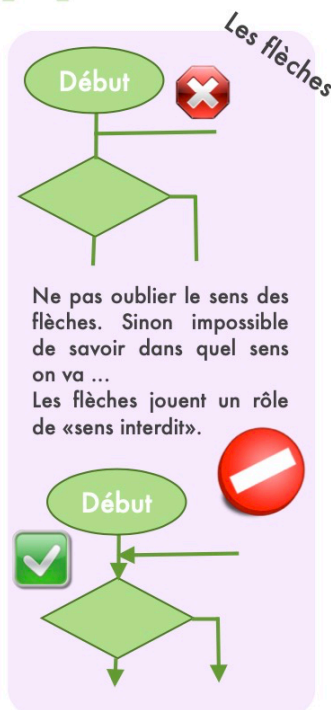 Les flèches
Début
Ne pas oublier le sens des
flèches. Sinon impossible
de savoir dans quel sens
on va ...
Les flèches jouent un rôle
de «sens interdit».
Début